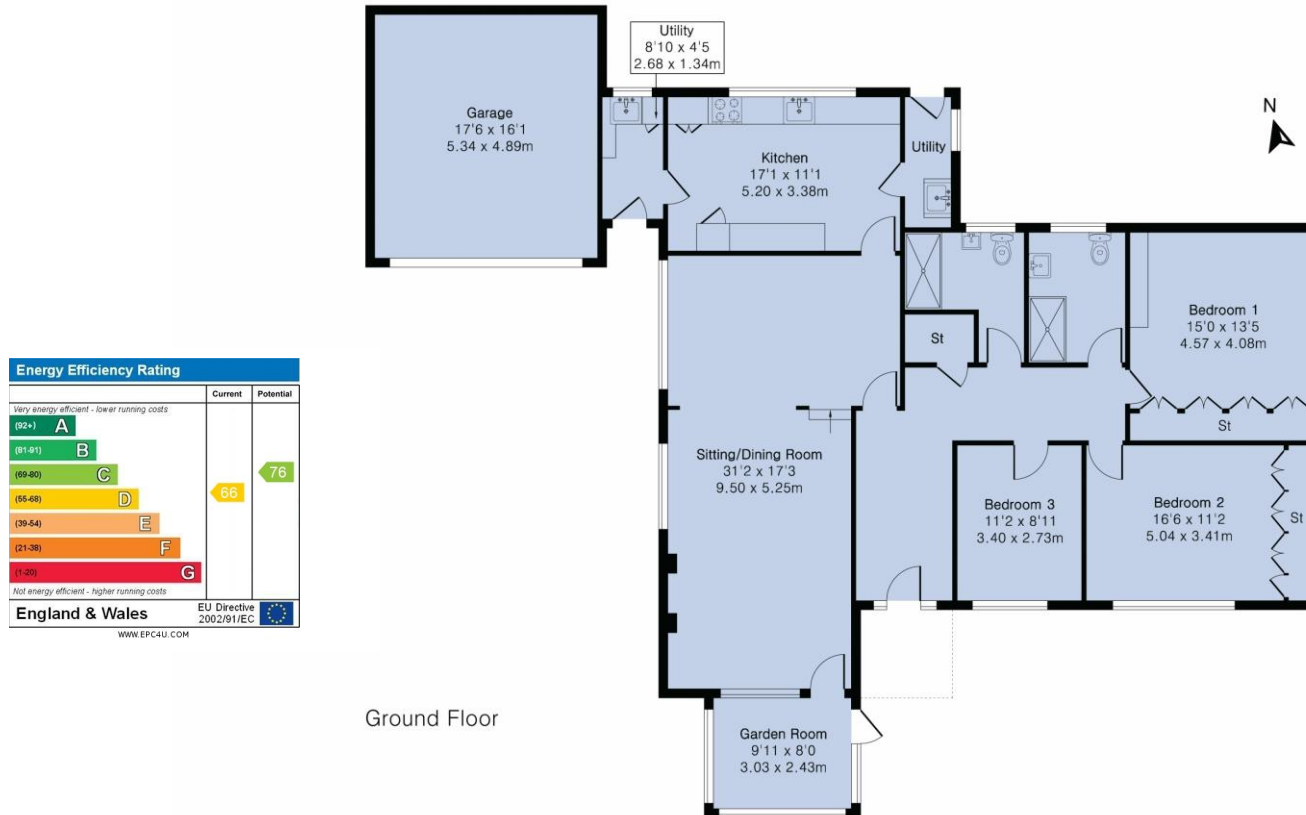 Utility
8'10 x 4'5
2.68 x 1.34m
Garage
17'6 x 16'1
5.34 x 4.89m
N
Kitchen
17'1 x 11'1
5.20 x 3.38m
Utility
St
Bedroom 1
15'0 x 13'5
4.57 x 4.08m
St
Sitting/Dining Room
31'2 x 17'3
9.50 x 5.25m
Bedroom 3
11'2 x 8'11
3.40 x 2.73m
Bedroom 2
16'6 x 11'2
5.04 x 3.41m
St
Garden Room
9'11 x 8'0
3.03 x 2.43m
Ground Floor
Energy Efficiency Rating
Current Potential
Very energy efficient - lower running costs
(92+) A
(81-91) B
(69-80) C
76
(55-68) D
66
(39-54) E
(21-38) F
(1-20) G
Not energy efficient - higher running costs
England & Wales
EU Directive
2002/91/EC
WWW.EPC4U.COM